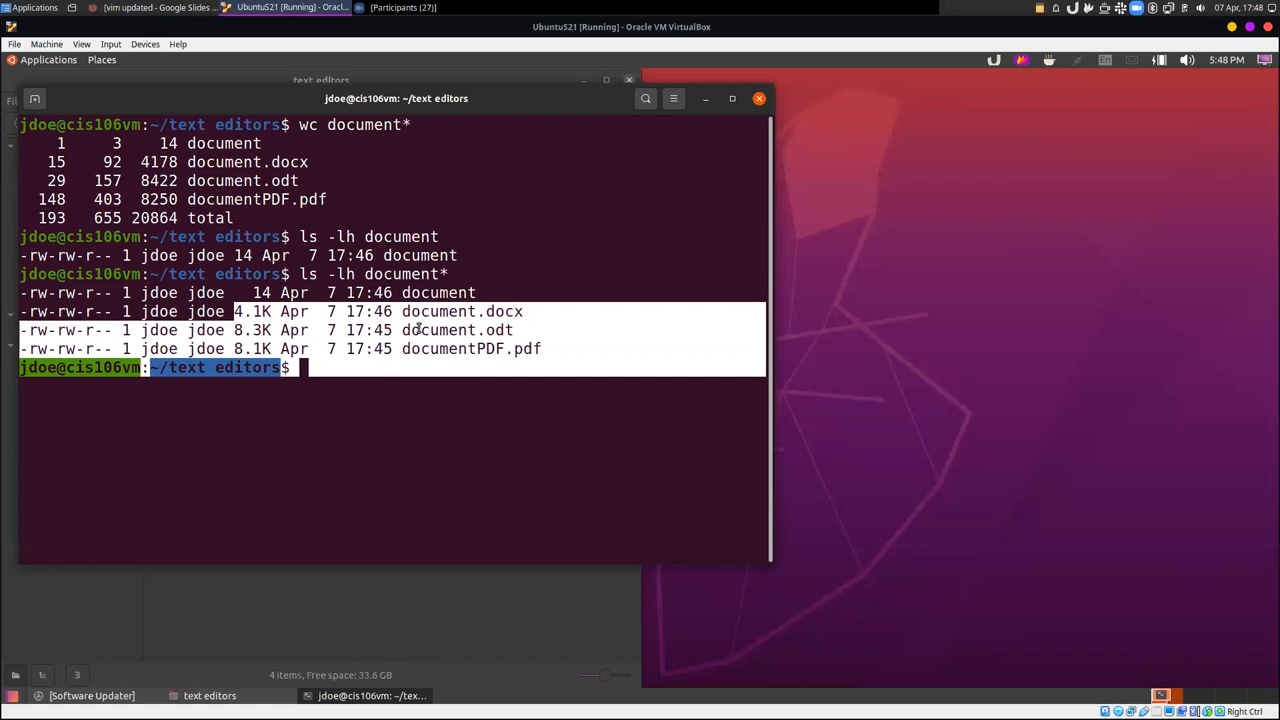 Applications [vim updated - Google Slides ... UbuntuS21 [Running] - Oracl... [Participants (27)] 07 Apr, 17:48
UbuntuS21 [Running] - Oracle VM VirtualBox
File Machine View Input Devices Help
Applications Places En 5:48 PM
text editors
Fil
jdoe@cis106vm: ~/text editors
jdoe@cis106vm:~/text editors$ wc document*
1 3 14 document
15 92 4178 document.docx
29 157 8422 document.odt
148 403 8250 documentPDF.pdf
193 655 20864 total
jdoe@cis106vm:~/text editors$ ls -lh document
-rw-rw-r-- 1 jdoe jdoe 14 Apr 7 17:46 document
jdoe@cis106vm:~/text editors$ ls -lh document*
-rw-rw-r-- 1 jdoe jdoe 14 Apr 7 17:46 document
-rw-rw-r-- 1 jdoe jdoe 4.1K Apr 7 17:46 document.docx
-rw-rw-r-- 1 jdoe jdoe 8.3K Apr 7 17:45 document.odt
-rw-rw-r-- 1 jdoe jdoe 8.1K Apr 7 17:45 documentPDF.pdf
jdoe@cis106vm:~/text editors$
4 items, Free space: 33.6 GB
[Software Updater] text editors jdoe@cis106vm: ~/tex...
Right Ctrl